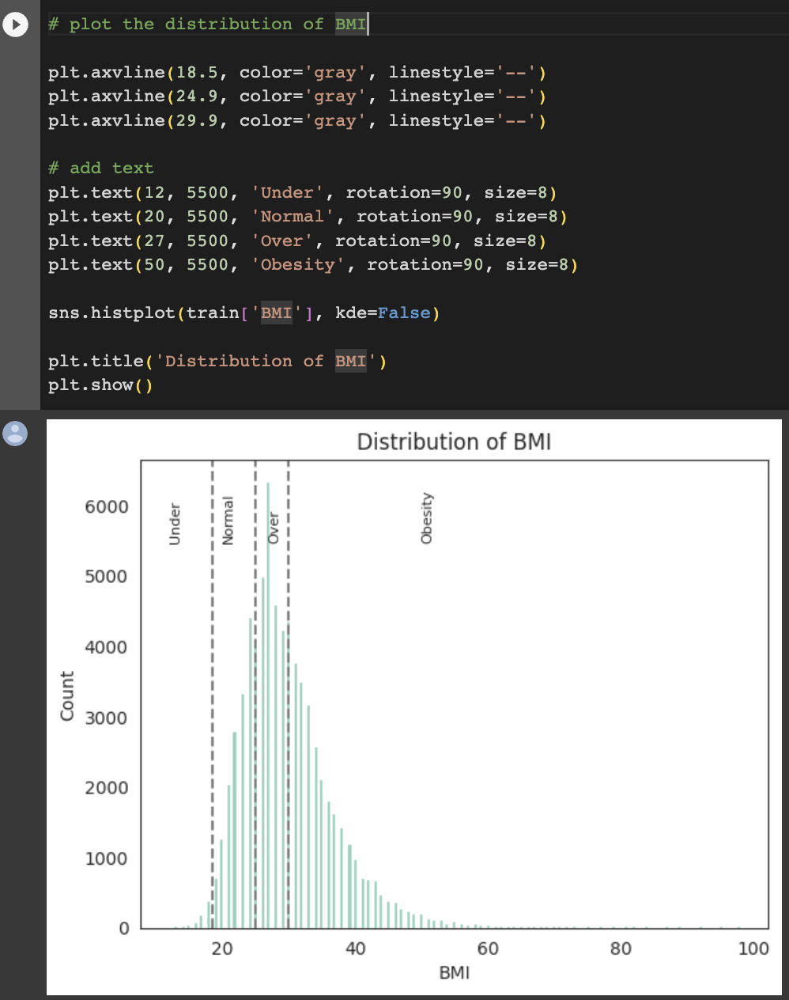 # plot the distribution of BMI
plt.axvline(18.5, color='gray', linestyle='--')
plt.axvline(24.9, color='gray', linestyle='--')
plt.axvline(29.9, color='gray', linestyle='--')
# add text
plt.text(12, 5500, 'Under', rotation=90, size=8)
plt.text(20, 5500, 'Normal', rotation=90, size=8)
plt.text(27, 5500, 'Over', rotation=90, size=8)
plt.text(50, 5500, 'Obesity', rotation=90, size=8)
sns.histplot(train['BMI'], kde=False)
plt.title('Distribution of BMI')
plt.show()
Distribution of BMI
Under
Normal
Over
Obesity
6000
5000
4000
3000
2000
1000
0
Count
20 40 60 80 100
BMI